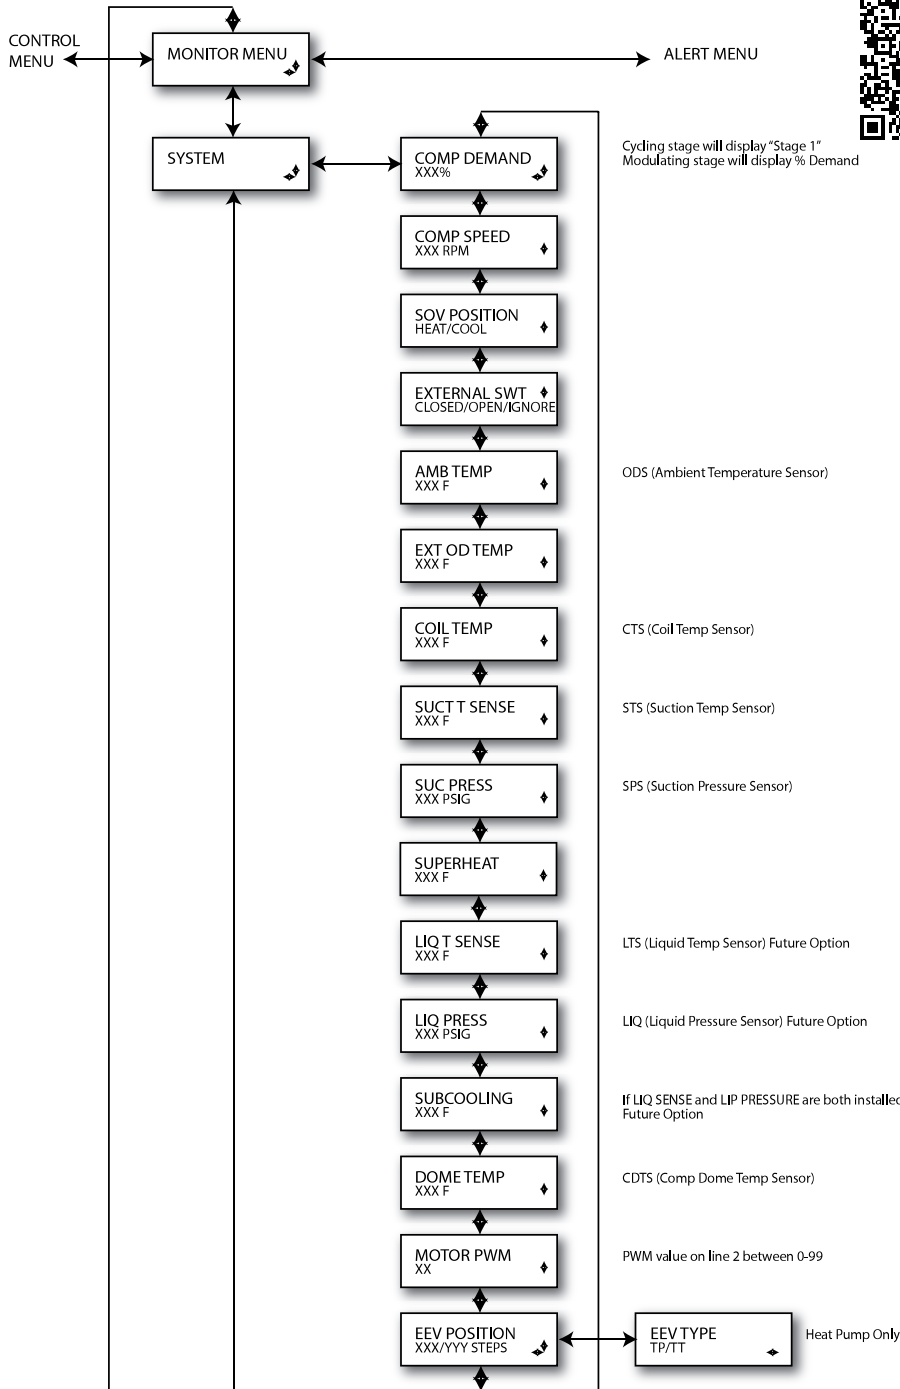 CONTROL
MENU
MONITOR MENU
ALERT MENU
SYSTEM
COMP DEMAND
XXX%
Cycling stage will display "Stage 1"
Modulating stage will display % Demand
COMP SPEED
XXX RPM
SOV POSITION
HEAT/COOL
EXTERNAL SWT
CLOSED/OPEN/IGNORE
AMB TEMP
XXX F
ODS (Ambient Temperature Sensor)
EXT OD TEMP
XXX F
COIL TEMP
XXX F
CTS (Coil Temp Sensor)
SUCT T SENSE
XXX F
STS (Suction Temp Sensor)
SUC PRESS
XXX PSIG
SPS (Suction Pressure Sensor)
SUPERHEAT
XXX F
LIQ T SENSE
XXX F
LTS (Liquid Temp Sensor) Future Option
LIQ PRESS
XXX PSIG
LIQ (Liquid Pressure Sensor) Future Option
SUBCOOLING
XXX F
If LIQ SENSE and LIP PRESSURE are both installed
Future Option
DOME TEMP
XXX F
CDTS (Comp Dome Temp Sensor)
MOTOR PWM
XX
PWM value on line 2 between 0-99
EEV POSITION
XXX/YYY STEPS
EEV TYPE
TP/TT
Heat Pump Only